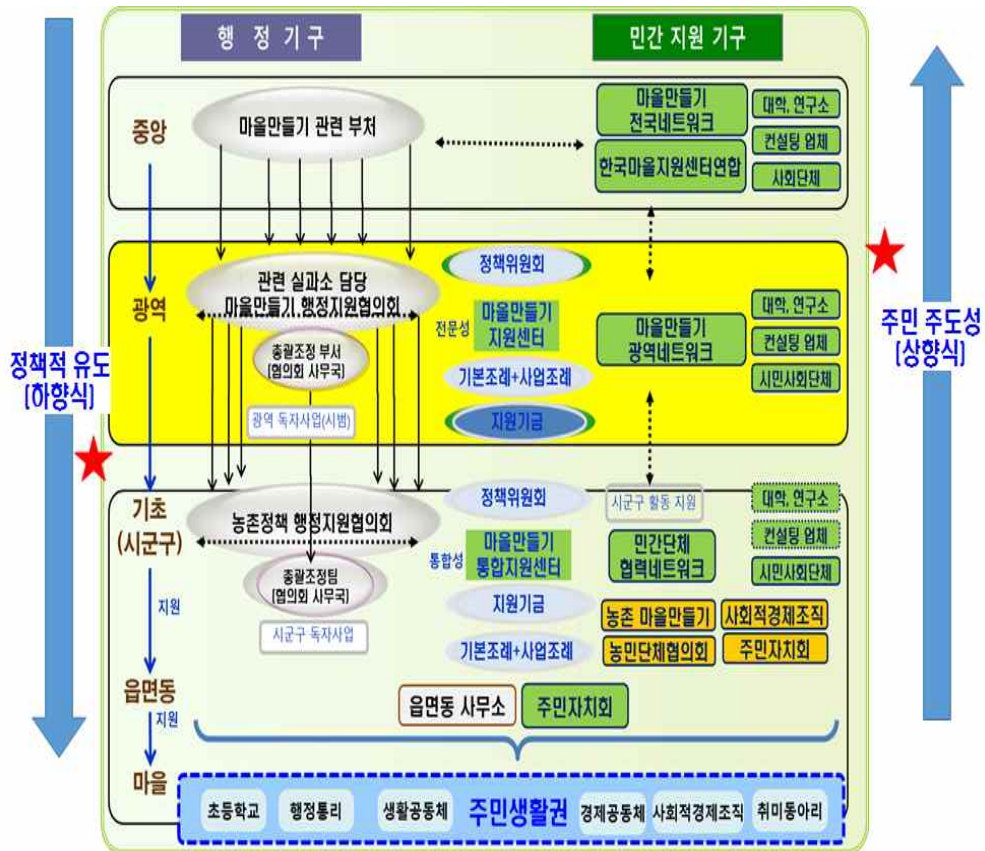 행 정 기 구
민간 지원 기구
중앙
마을만들기 관련 부처
마을만들기
전국네트워크
한국마을지원센터연합
대학, 연구소
컨설팅 업체
사회단체
광역
관련 실과소 담당
마을만들기 행정지원협의회
총괄조정 부서
(협의회 사무국)
광역 독자사업(시범)
정책위원회
전문성
마을만들기
지원센터
기본조례+사업조례
지원기금
마을만들기
광역네트워크
대학, 연구소
컨설팅 업체
시민사회단체
정책적 유도
(하향식)
주민 주도성
(상향식)
기초
(시군구)
농촌정책 행정지원협의회
총괄조정팀
(협의회 사무국)
시군구 독자사업
정책위원회
통합성
마을만들기
통합지원센터
지원기금
기본조례+사업조례
시군구 활동 지원
민간단체
협력네트워크
대학, 연구소
컨설팅 업체
시민사회단체
농촌 마을만들기
사회적경제조직
농민단체협의회
주민자치회
지원
읍면동
읍면동 사무소
주민자치회
지원
마을
초등학교
행정통리
생활공동체
주민생활권
경제공동체
사회적경제조직
취미동아리